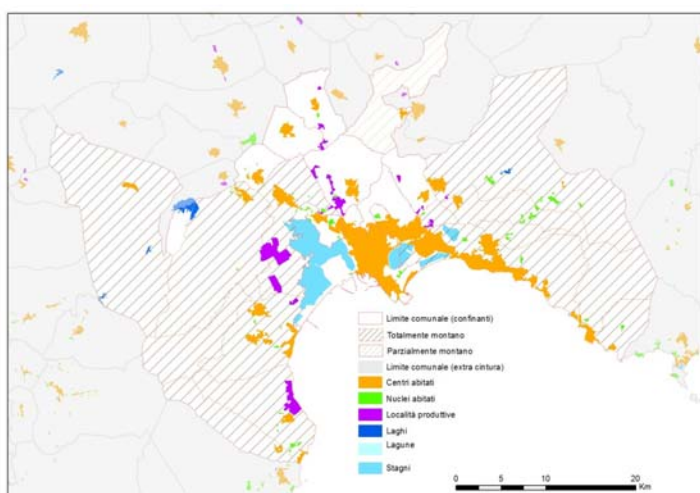 Limite comunale (confinanti)
Totalmente montano
Parzialmente montano
Limite comunale (extra cintura)
Centri abitati
Nuclei abitati
Località produttive
Laghi
Lagune
Stagni
0 5 10 20
Km